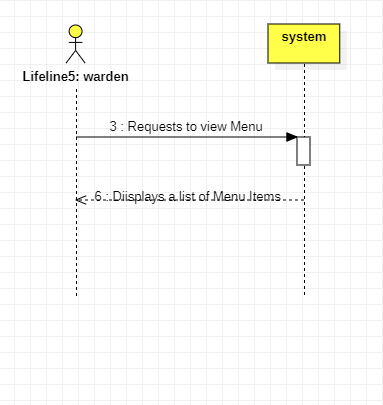 system
Lifeline5: warden
3 : Requests to view Menu
6 : Diisplays a list of Menu Items